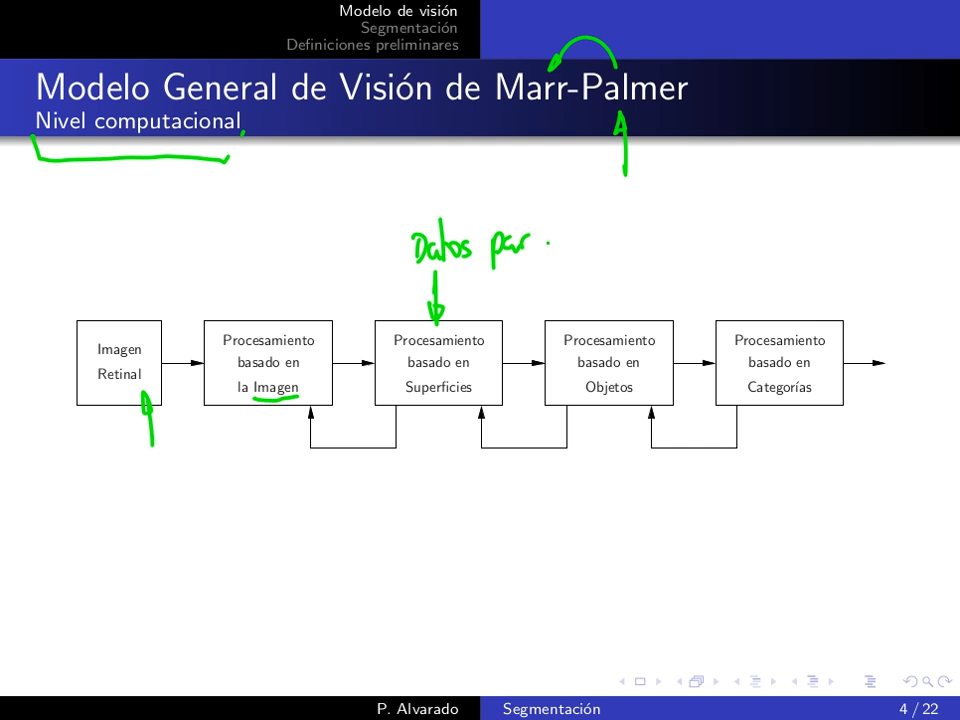 Modelo de visión
Segmentación
Definiciones preliminares
Modelo General de Visión de Marr-Palmer
Nivel computacional
Datos par
Imagen
Retinal
Procesamiento
basado en
la Imagen
Procesamiento
basado en
Superficies
Procesamiento
basado en
Objetos
Procesamiento
basado en
Categorías
P. Alvarado
Segmentación
4 / 22